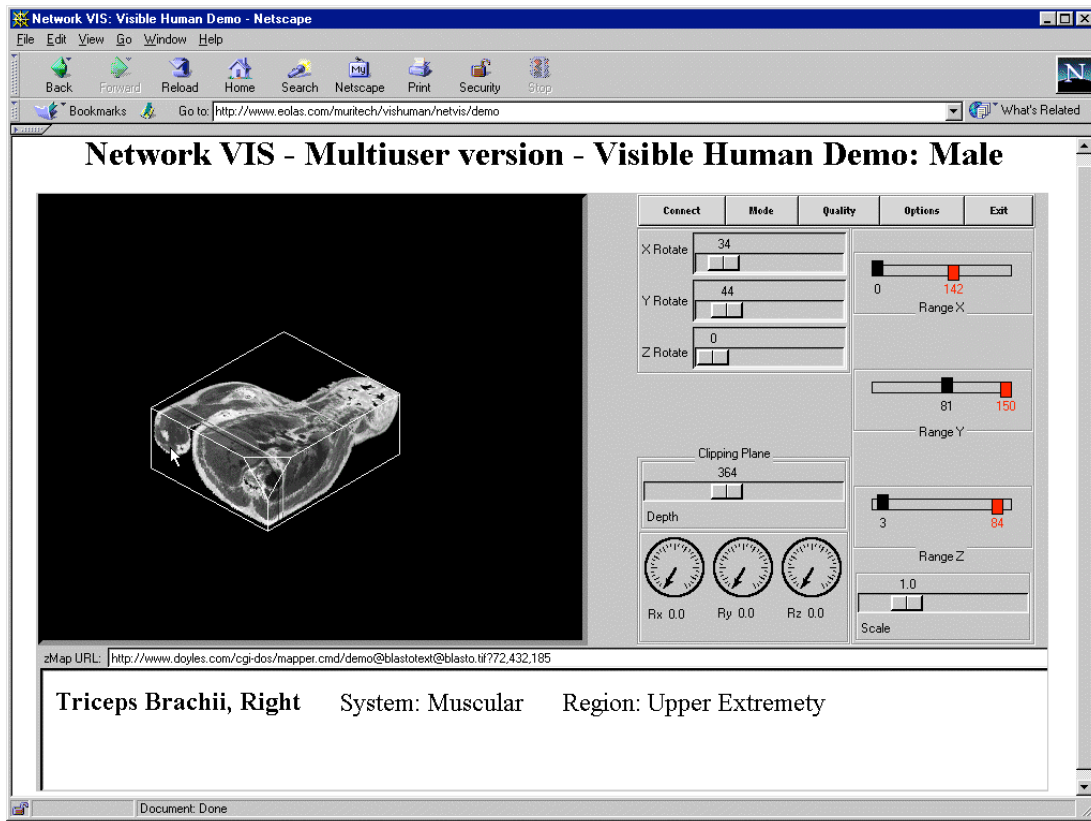 Network VIS: Visible Human Demo - Netscape
File Edit View Go Window Help
My
N
Back Forward Reload Home Search Netscape Print Security Stop
Bookmarks Go to: http://www.eolas.com/muritech/vishuman/netvis/demo What's Related
Network VIS - Multiuser version - Visible Human Demo: Male
Connect Mode Quality Options Exit
X Rotate 34
0 142
Range X
Y Rotate 44
Z Rotate 0
81 150
Range Y
Clipping Plane
364
Depth
3 84
Range Z
1.0
Scale
Rx 0.0 Ry 0.0 Rz 0.0
zMap URL: http://www.doyles.com/cgi-dos/mapper.cmd/demo@blastotext@blasto.tif?72,432,185
Triceps Brachii, Right System: Muscular Region: Upper Extremety
Document: Done